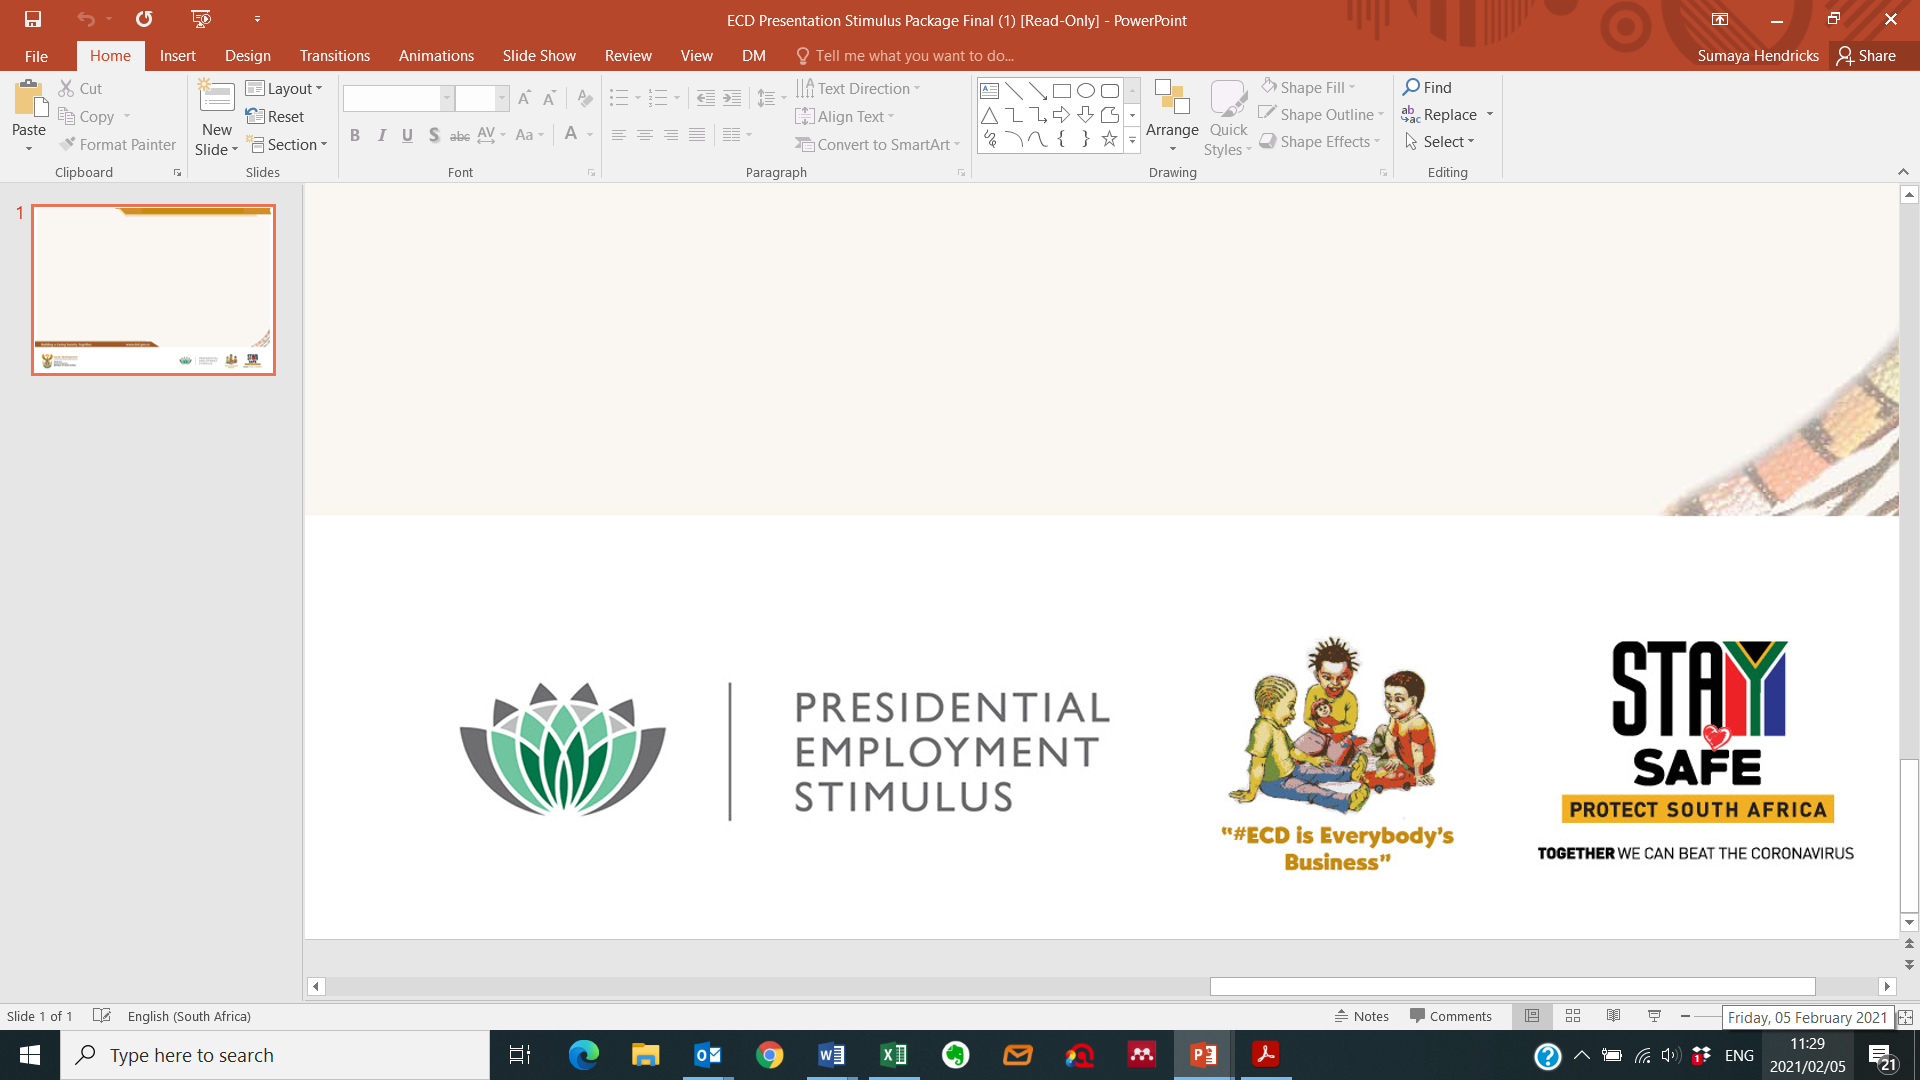 ECD Presentation Stimulus Package Final (1) [Read-Only] - PowerPoint
File Home Insert Design Transitions Animations Slide Show Review View DM Tell me what you want to do...
Sumaya Hendricks Share
Paste
Cut
Copy
Format Painter
Clipboard
New
Slide
Layout
Reset
Section
Slides
B I U S abc AV Aa A
Font
Text Direction
Align Text
Convert to SmartArt
Paragraph
Arrange
Quick
Styles
Shape Fill
Shape Outline
Shape Effects
Drawing
Find
Replace
Select
Editing
1
PRESIDENTIAL
EMPLOYMENT
STIMULUS
"#ECD is Everybody's
Business"
STAY
SAFE
PROTECT SOUTH AFRICA
TOGETHER WE CAN BEAT THE CORONAVIRUS
Slide 1 of 1 English (South Africa)
Notes Comments
Friday, 05 February 2021
Type here to search
ENG
11:29
2021/02/05
21